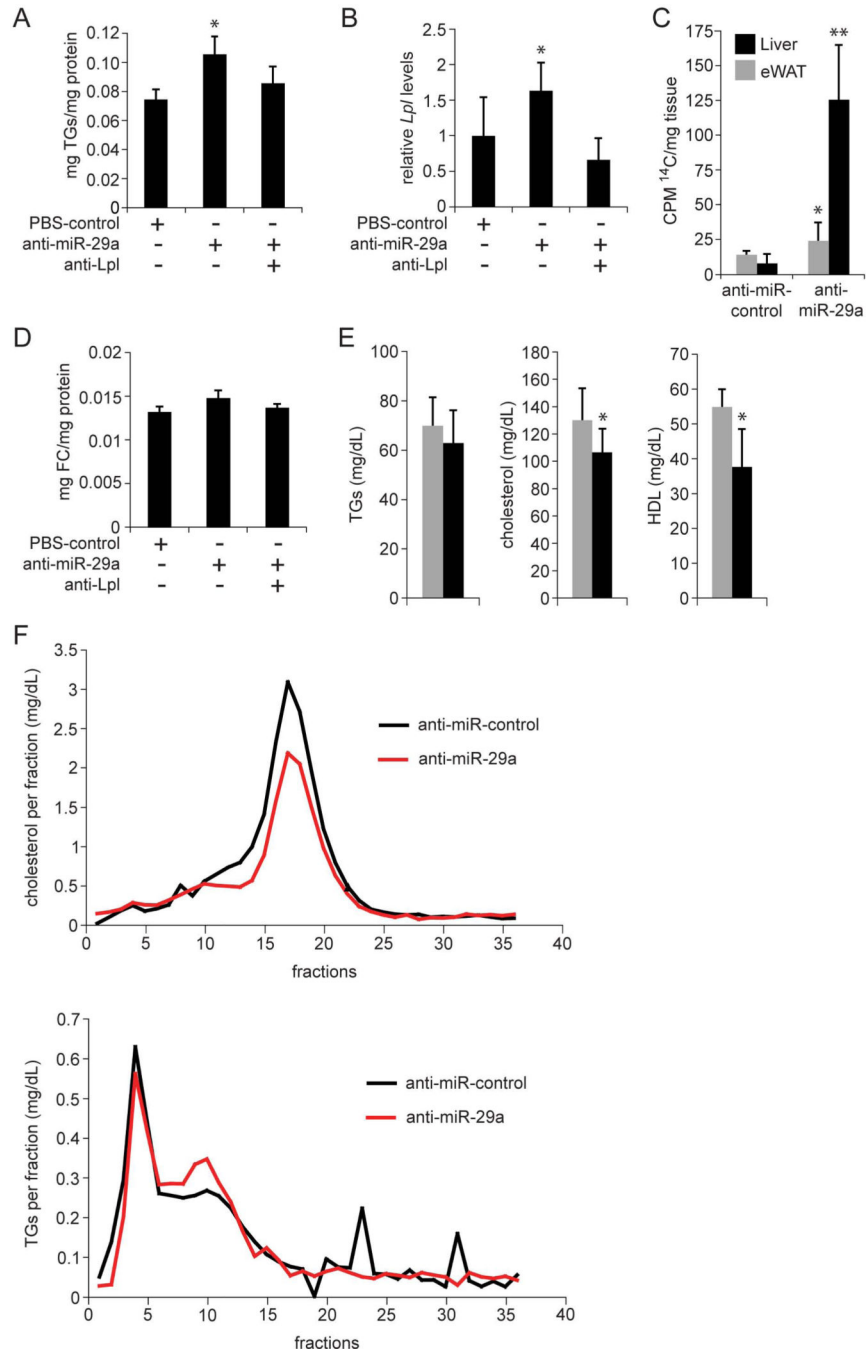 A
mg TGs/mg protein
0.12
0.10
0.08
0.06
0.04
0.02
0
PBS-control + - -
anti-miR-29a - + +
anti-Lpl - - +
*
B
relative Lpl levels
2.5
2
1.5
1
0.5
0
PBS-control + - -
anti-miR-29a - + +
anti-Lpl - - +
*
C
CPM 14C/mg tissue
175
150
125
100
75
50
25
0
Liver
eWAT
*
**
anti-miR-control
anti-miR-29a
D
mg FC/mg protein
0.02
0.015
0.01
0.005
0
PBS-control + - -
anti-miR-29a - + +
anti-Lpl - - +
E
TGs (mg/dL)
100
80
60
40
20
0
cholesterol (mg/dL)
180
160
140
120
100
80
60
40
20
0
*
HDL (mg/dL)
70
60
50
40
30
20
10
0
*
F
cholesterol per fraction (mg/dL)
3.5
3
2.5
2
1.5
1
0.5
0
0 5 10 15 20 25 30 35 40
fractions
anti-miR-control
anti-miR-29a
TGs per fraction (mg/dL)
0.7
0.6
0.5
0.4
0.3
0.2
0.1
0
0 5 10 15 20 25 30 35 40
fractions
anti-miR-control
anti-miR-29a